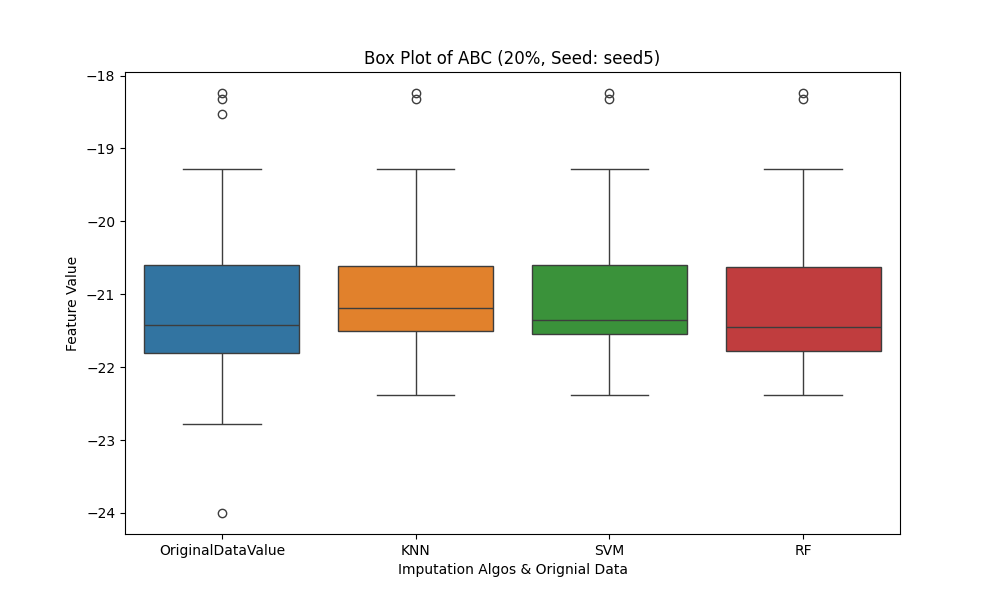 Box Plot of ABC (20%, Seed: seed5)
Feature Value
−18
−19
−20
−21
−22
−23
−24
OriginalDataValue
KNN
SVM
RF
Imputation Algos & Orignial Data